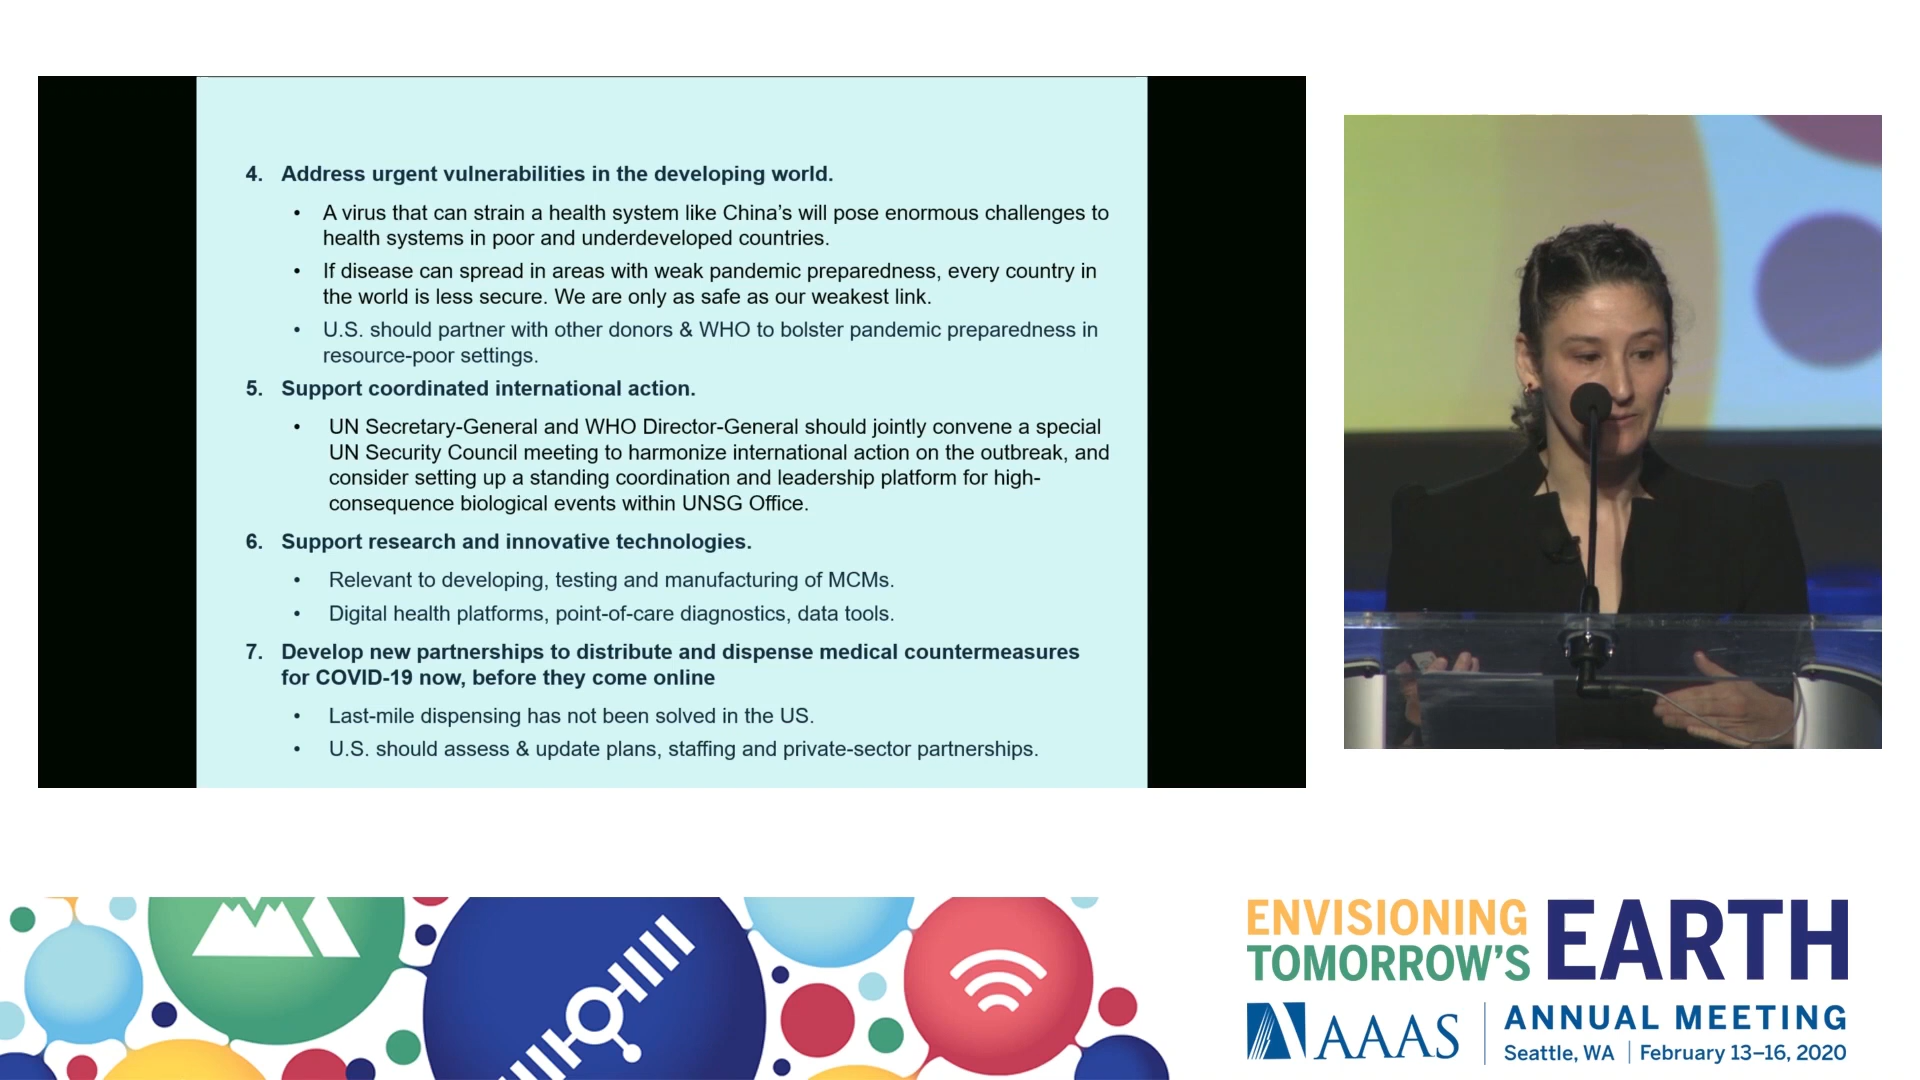 4. Address urgent vulnerabilities in the developing world.
• A virus that can strain a health system like China's will pose enormous challenges to
health systems in poor and underdeveloped countries.
• If disease can spread in areas with weak pandemic preparedness, every country in
the world is less secure. We are only as safe as our weakest link.
• U.S. should partner with other donors & WHO to bolster pandemic preparedness in
resource-poor settings.
5. Support coordinated international action.
• UN Secretary-General and WHO Director-General should jointly convene a special
UN Security Council meeting to harmonize international action on the outbreak, and
consider setting up a standing coordination and leadership platform for high-
consequence biological events within UNSG Office.
6. Support research and innovative technologies.
• Relevant to developing, testing and manufacturing of MCMs.
• Digital health platforms, point-of-care diagnostics, data tools.
7. Develop new partnerships to distribute and dispense medical countermeasures
for COVID-19 now, before they come online
• Last-mile dispensing has not been solved in the US.
• U.S. should assess & update plans, staffing and private-sector partnerships.
ENVISIONING
TOMORROW'S
EARTH
AAAS
ANNUAL MEETING
Seattle, WA | February 13–16, 2020